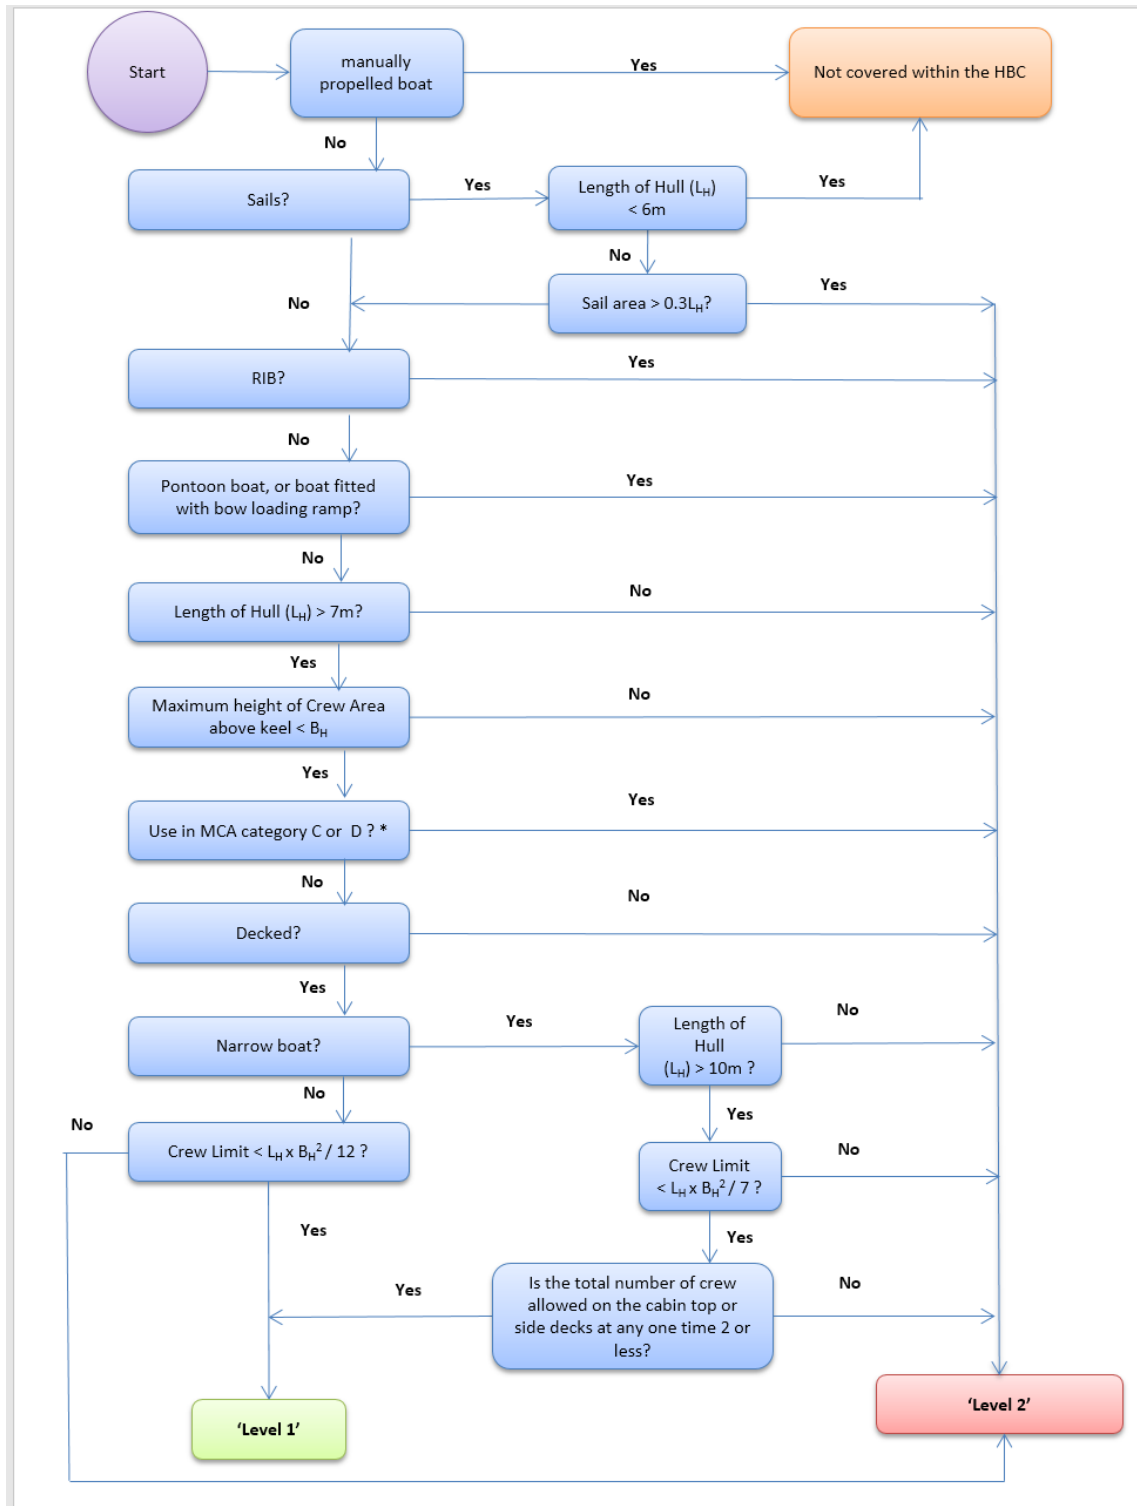 Start
manually
propelled boat
Yes
Not covered within the HBC
No
Sails?
Yes
Length of Hull (LH)
< 6m
Yes
No
No
Sail area > 0.3LH?
Yes
RIB?
Yes
No
Pontoon boat, or boat fitted
with bow loading ramp?
Yes
No
Length of Hull (LH) > 7m?
No
Yes
Maximum height of Crew Area
above keel < BH
No
Yes
Use in MCA category C or D ? *
Yes
No
Decked?
No
Yes
Narrow boat?
Yes
Length of
Hull
(LH) > 10m ?
No
No
Yes
No
Crew Limit < LH x BH² / 12 ?
Crew Limit
< LH x BH² / 7 ?
No
Yes
Yes
Yes
Is the total number of crew
allowed on the cabin top or
side decks at any one time 2 or
less?
No
‘Level 1’
‘Level 2’